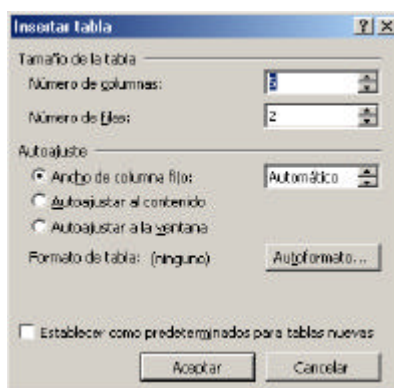 Insertar tabla
Tamaño de la tabla
Número de columnas: 5
Número de filas: 2
Autoajuste
Ancho de columna fijo: Automático
Autoajustar al contenido
Autoajustar a la ventana
Formato de tabla: (ninguno) Autoformato...
Establecer como predeterminados para tablas nuevas
Aceptar Cancelar